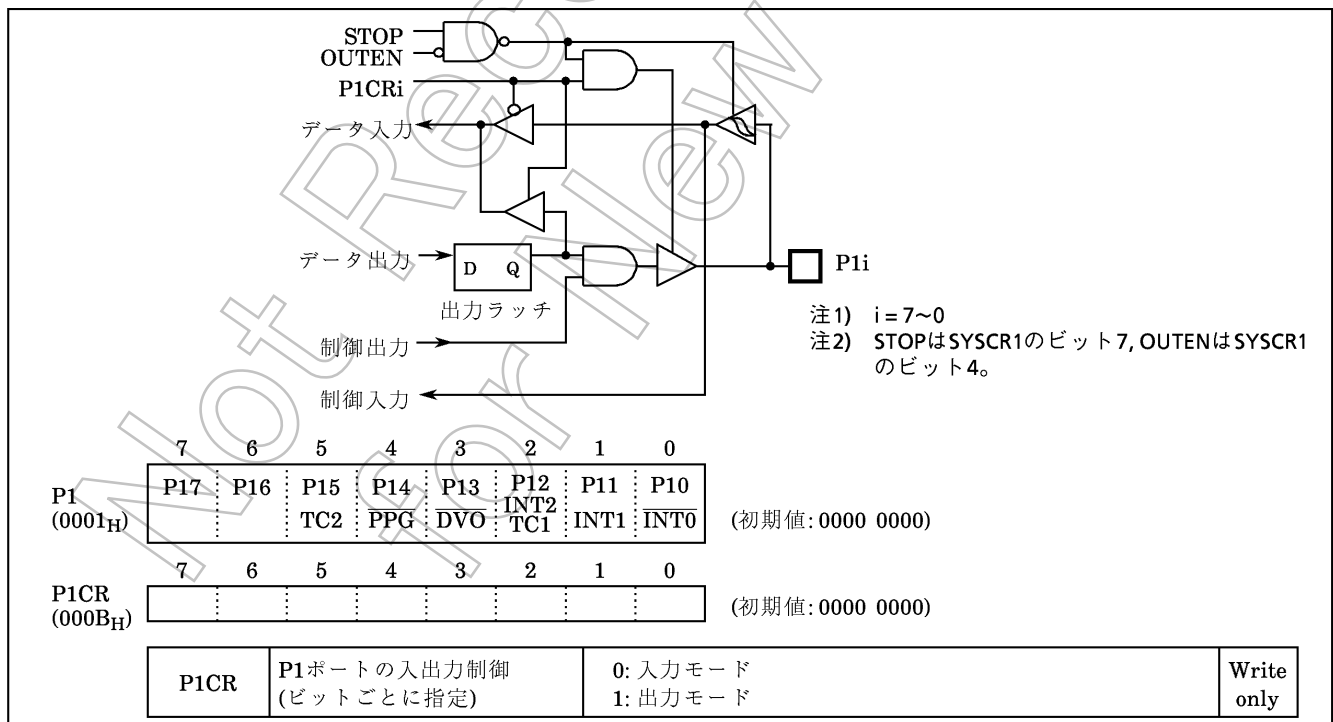 STOP
OUTEN
P1CRi
データ入力
データ出力
D Q
出力ラッチ
制御出力
制御入力
P1i
注1) i = 7~0
注2) STOPはSYSCR1のビット7, OUTENはSYSCR1
のビット4。
7 6 5 4 3 2 1 0
P1
(0001H)
P17 P16 P15 P14 P13 P12 P11 P10
TC2 PPG DVO INT2 TC1 INT1 INT0
(初期値: 0000 0000)
7 6 5 4 3 2 1 0
P1CR
(000BH)
(初期値: 0000 0000)
P1CR
P1ポートの入出力制御
(ビットごとに指定)
0: 入力モード
1: 出力モード
Write
only
Not Rec
for New